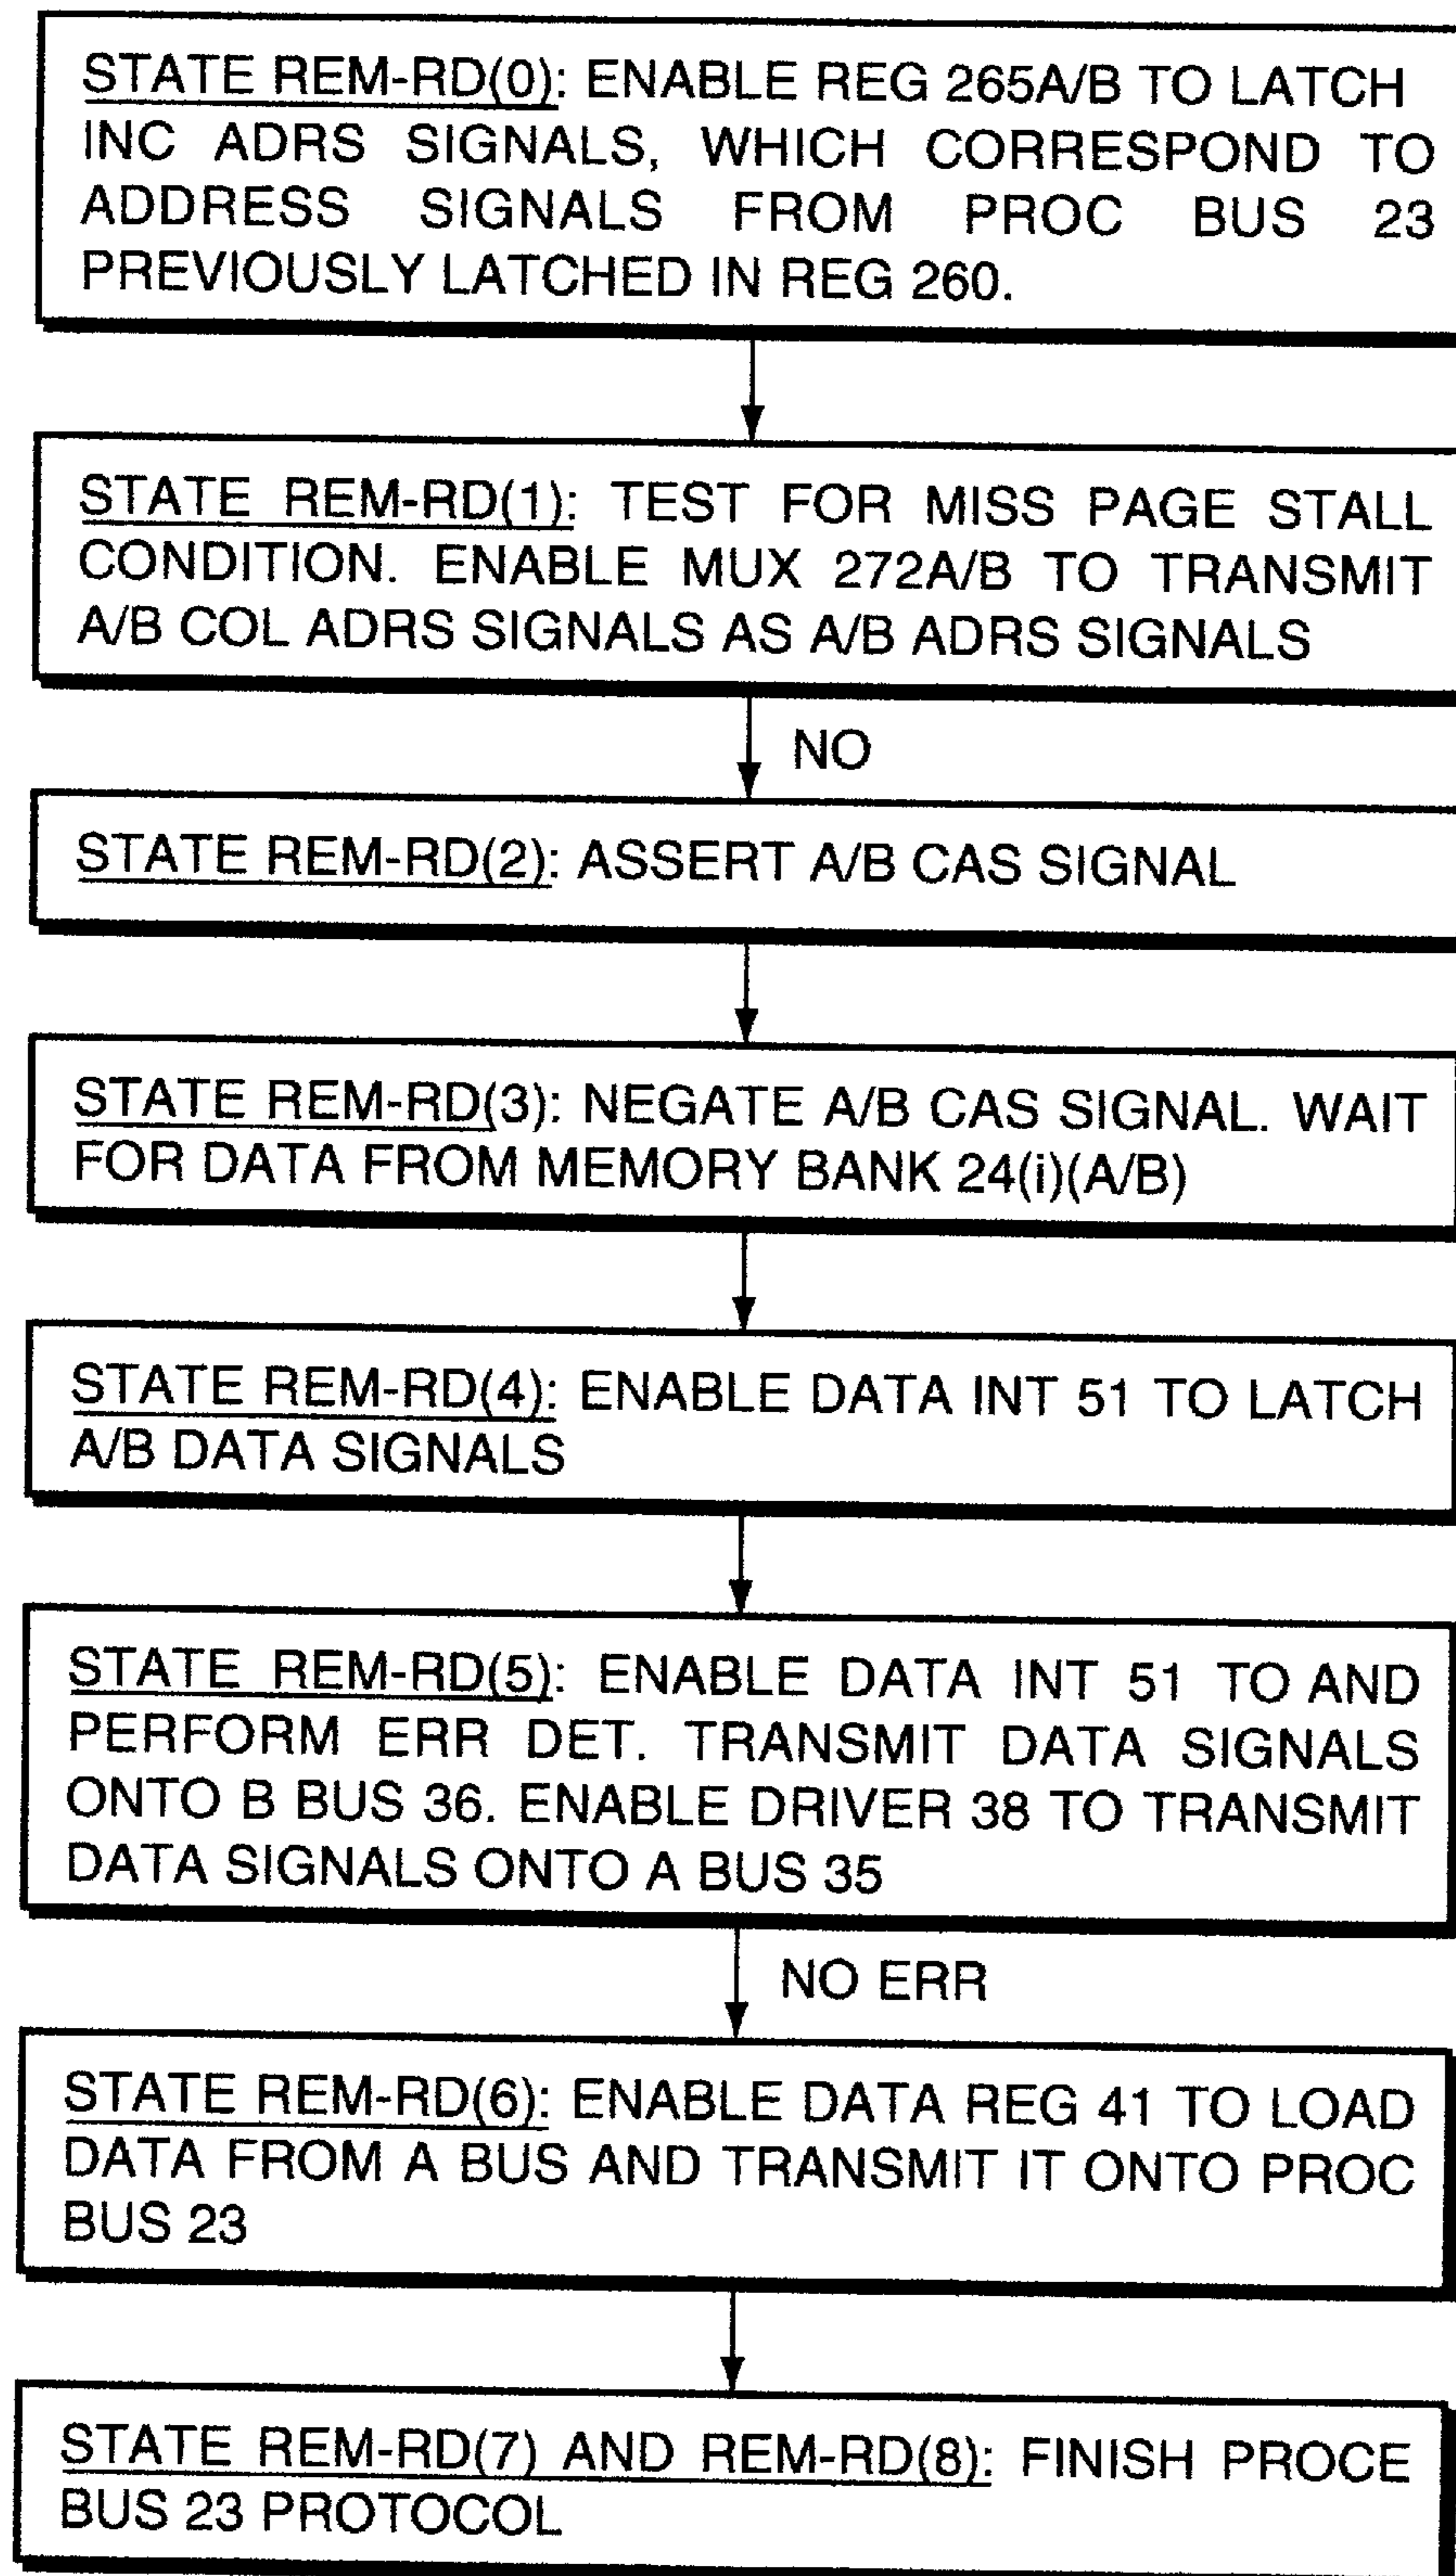 STATE REM-RD(0): ENABLE REG 265A/B TO LATCH
INC ADRS SIGNALS, WHICH CORRESPOND TO
ADDRESS SIGNALS FROM PROC BUS 23
PREVIOUSLY LATCHED IN REG 260.
STATE REM-RD(1): TEST FOR MISS PAGE STALL
CONDITION. ENABLE MUX 272A/B TO TRANSMIT
A/B COL ADRS SIGNALS AS A/B ADRS SIGNALS
NO
STATE REM-RD(2): ASSERT A/B CAS SIGNAL
STATE REM-RD(3): NEGATE A/B CAS SIGNAL. WAIT
FOR DATA FROM MEMORY BANK 24(i)(A/B)
STATE REM-RD(4): ENABLE DATA INT 51 TO LATCH
A/B DATA SIGNALS
STATE REM-RD(5): ENABLE DATA INT 51 TO AND
PERFORM ERR DET. TRANSMIT DATA SIGNALS
ONTO B BUS 36. ENABLE DRIVER 38 TO TRANSMIT
DATA SIGNALS ONTO A BUS 35
NO ERR
STATE REM-RD(6): ENABLE DATA REG 41 TO LOAD
DATA FROM A BUS AND TRANSMIT IT ONTO PROC
BUS 23
STATE REM-RD(7) AND REM-RD(8): FINISH PROCE
BUS 23 PROTOCOL